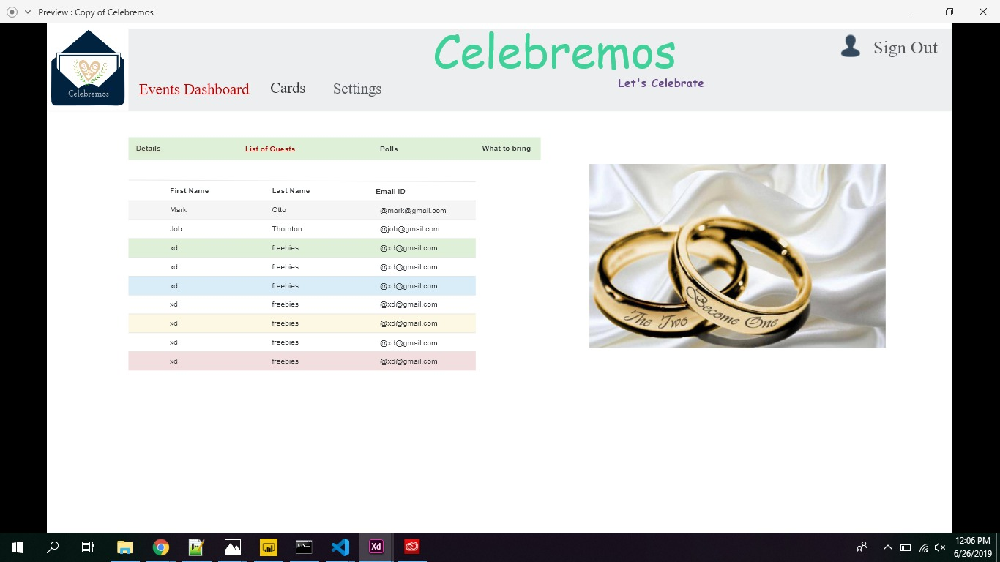 Preview : Copy of Celebremos
Celebremos
Celebremos
Let's Celebrate
Sign Out
Events Dashboard Cards Settings
Details List of Guests Polls What to bring
First Name Last Name Email ID
Mark Otto @mark@gmail.com
Job Thornton @job@gmail.com
xd freebies @xd@gmail.com
xd freebies @xd@gmail.com
xd freebies @xd@gmail.com
xd freebies @xd@gmail.com
xd freebies @xd@gmail.com
xd freebies @xd@gmail.com
xd freebies @xd@gmail.com
The Two Become One
Xd
12:06 PM
6/26/2019